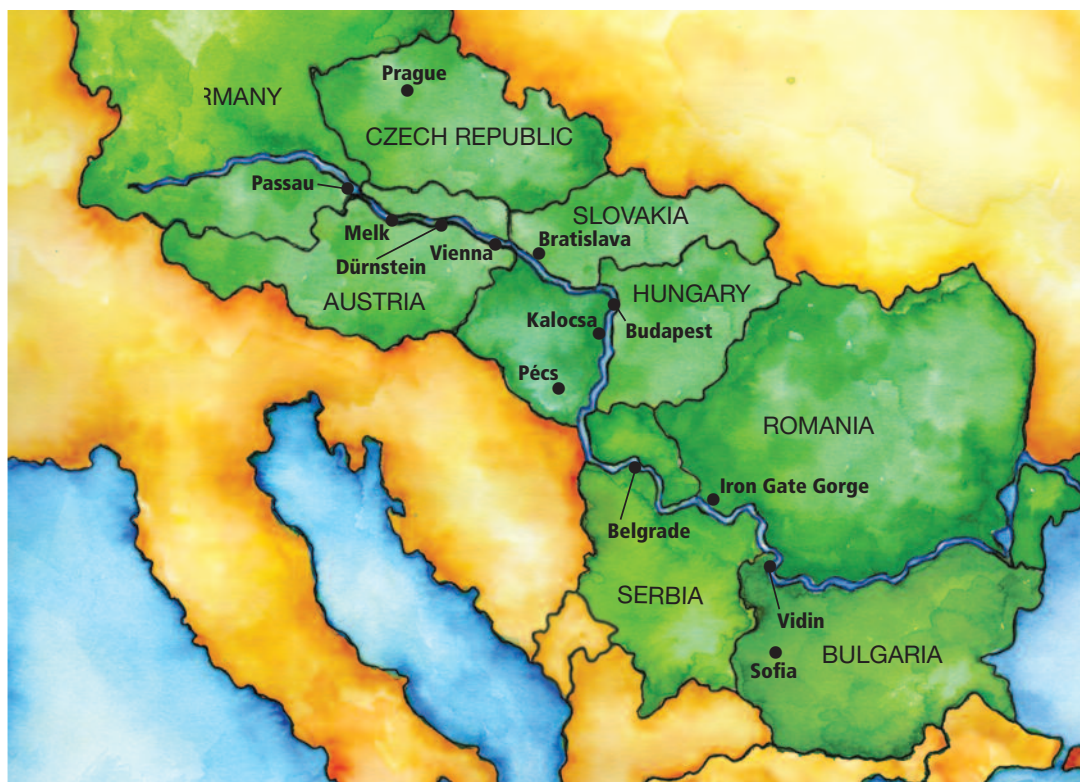 Prague
RMANY
CZECH REPUBLIC
Passau
SLOVAKIA
Melk
Bratislava
Vienna
Dürnstein
HUNGARY
AUSTRIA
Kalocsa
Budapest
Pécs
ROMANIA
Iron Gate Gorge
Belgrade
SERBIA
Vidin
BULGARIA
Sofia